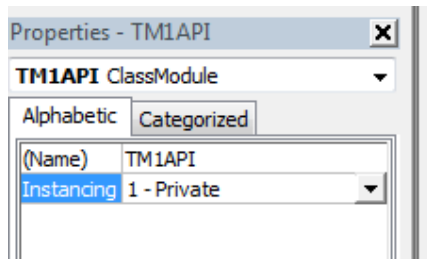 Properties - TM1API
TM1API ClassModule
Alphabetic Categorized
(Name) TM1API
Instancing 1 - Private